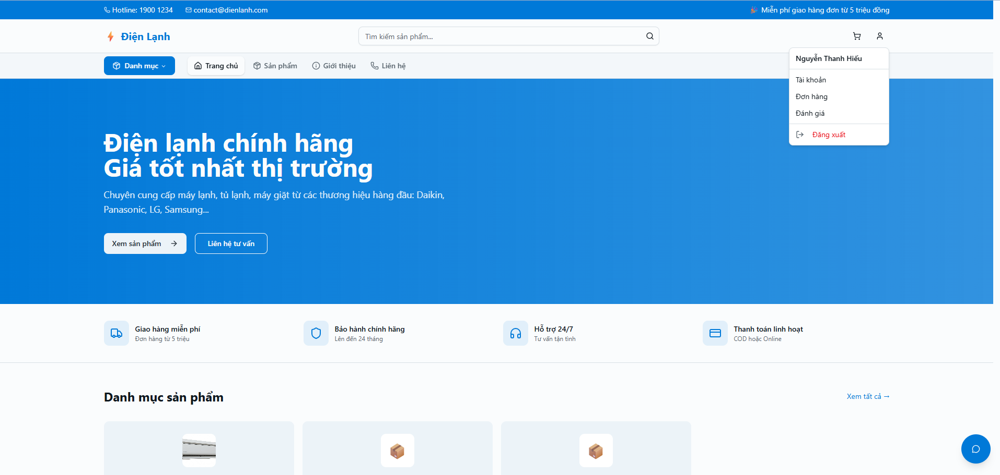 Hotline: 1900 1234
contact@dienlanh.com
🎉 Miễn phí giao hàng đơn từ 5 triệu đồng
Điện Lạnh
Tìm kiếm sản phẩm...
Danh mục
Trang chủ
Sản phẩm
Giới thiệu
Liên hệ
Nguyễn Thanh Hiếu
Tài khoản
Đơn hàng
Đánh giá
Đăng xuất
Điện lạnh chính hãng
Giá tốt nhất thị trường
Chuyên cung cấp máy lạnh, tủ lạnh, máy giặt từ các thương hiệu hàng đầu: Daikin,
Panasonic, LG, Samsung...
Xem sản phẩm →
Liên hệ tư vấn
Giao hàng miễn phí
Đơn hàng từ 5 triệu
Bảo hành chính hãng
Lên đến 24 tháng
Hỗ trợ 24/7
Tư vấn tận tình
Thanh toán linh hoạt
COD hoặc Online
Danh mục sản phẩm
Xem tất cả →